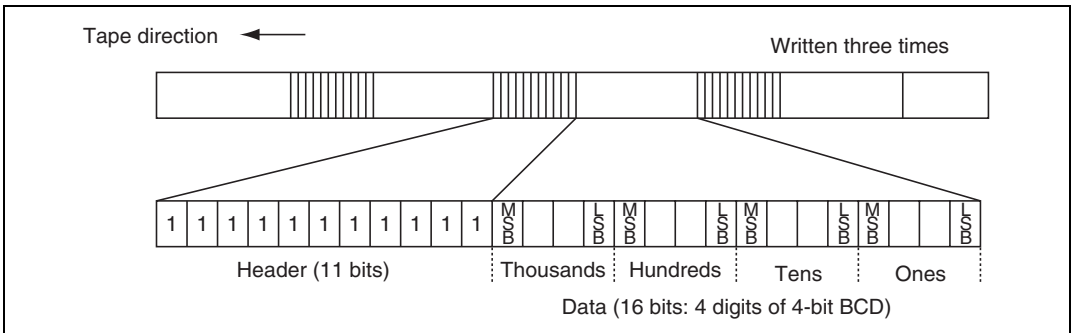 Tape direction
Written three times
1 1 1 1 1 1 1 1 1 1 1 MSB LSB MSB LSB MSB LSB MSB LSB
Header (11 bits) Thousands Hundreds Tens Ones
Data (16 bits: 4 digits of 4-bit BCD)